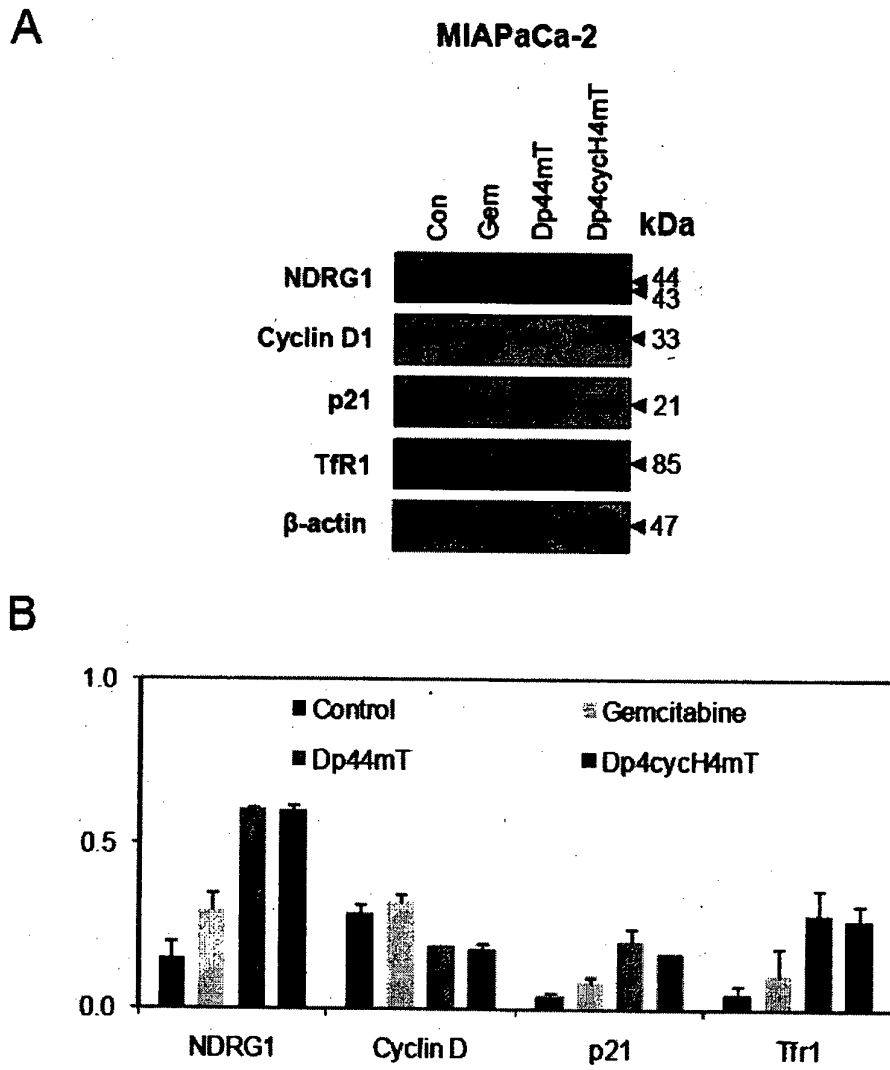 A
MIAPaCa-2
Con
Gem
Dp44mT
Dp4cycH4mT
kDa
NDRG1
44
43
Cyclin D1
33
p21
21
TfR1
85
β-actin
47
B
1.0
Control
Gemcitabine
Dp44mT
Dp4cycH4mT
0.5
0.0
NDRG1
Cyclin D
p21
Tfr1